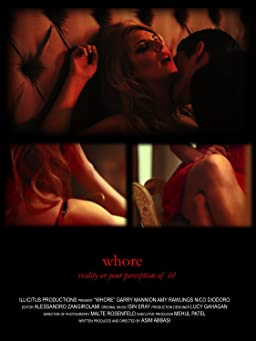 whore
reality or your perception of it?
ILLICITUS PRODUCTIONS PRESENT "WHORE" GARRY MANNION AMY RAWLINGS NICO DIODORO
EDITOR ALESSANDRO ZANGIROLAMI ORIGINAL MUSIC ISIN ERAY PRODUCTION DESIGNER LUCY GAHAGAN
DIRECTOR OF PHOTOGRAPHY MALTE ROSENFELD EXECUTIVE PRODUCER MEHUL PATEL
WRITTEN PRODUCED AND DIRECTED BY ASIM ABBASI